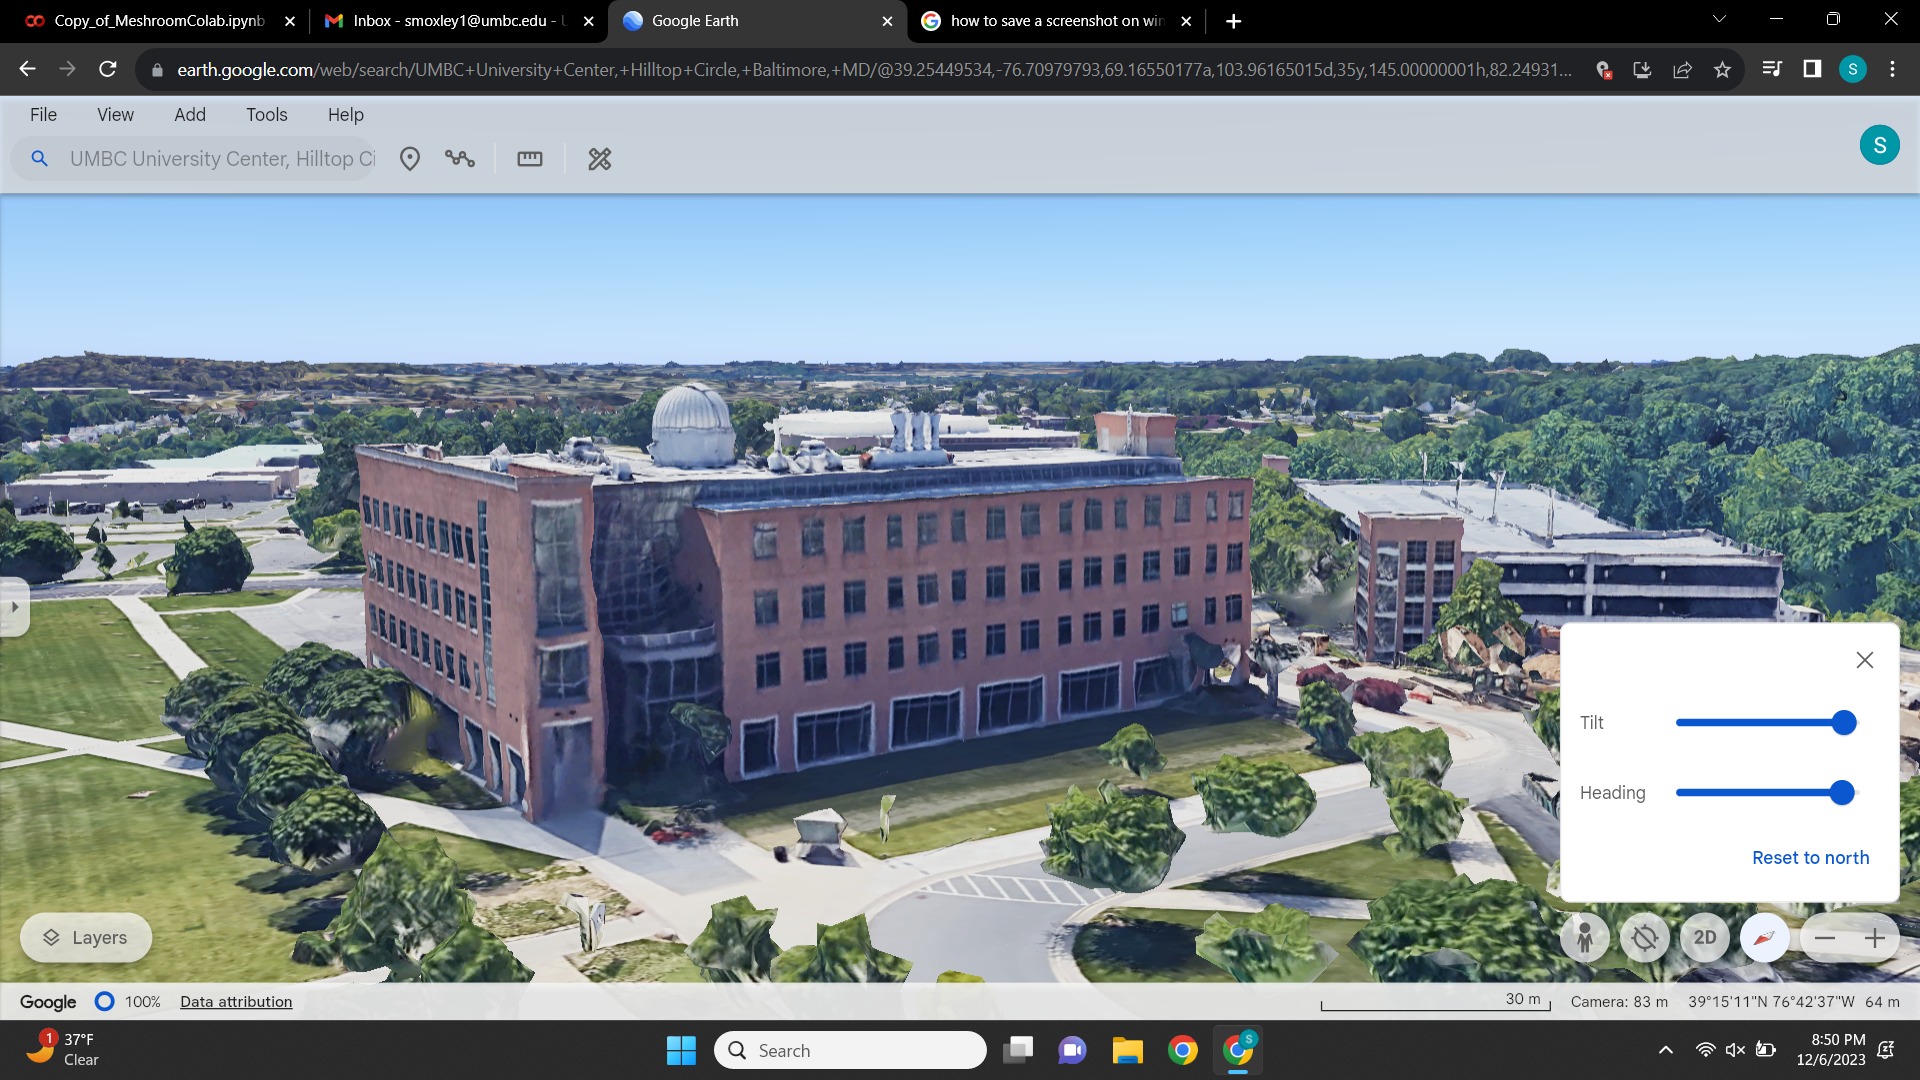 Copy_of_MeshroomColab.ipynb
Inbox - smoxley1@umbc.edu - U
Google Earth
how to save a screenshot on win
earth.google.com/web/search/UMBC+University+Center,+Hilltop+Circle,+Baltimore,+MD/@39.25449534,-76.70979793,69.16550177a,103.96165015d,35y,145.00000001h,82.24931...
S
File View Add Tools Help
UMBC University Center, Hilltop Ci
S
Tilt
Heading
Reset to north
Layers
2D
Google 100% Data attribution
30 m Camera: 83 m 39°15'11"N 76°42'37"W 64 m
1
37°F
Clear
Search
S
8:50 PM
12/6/2023